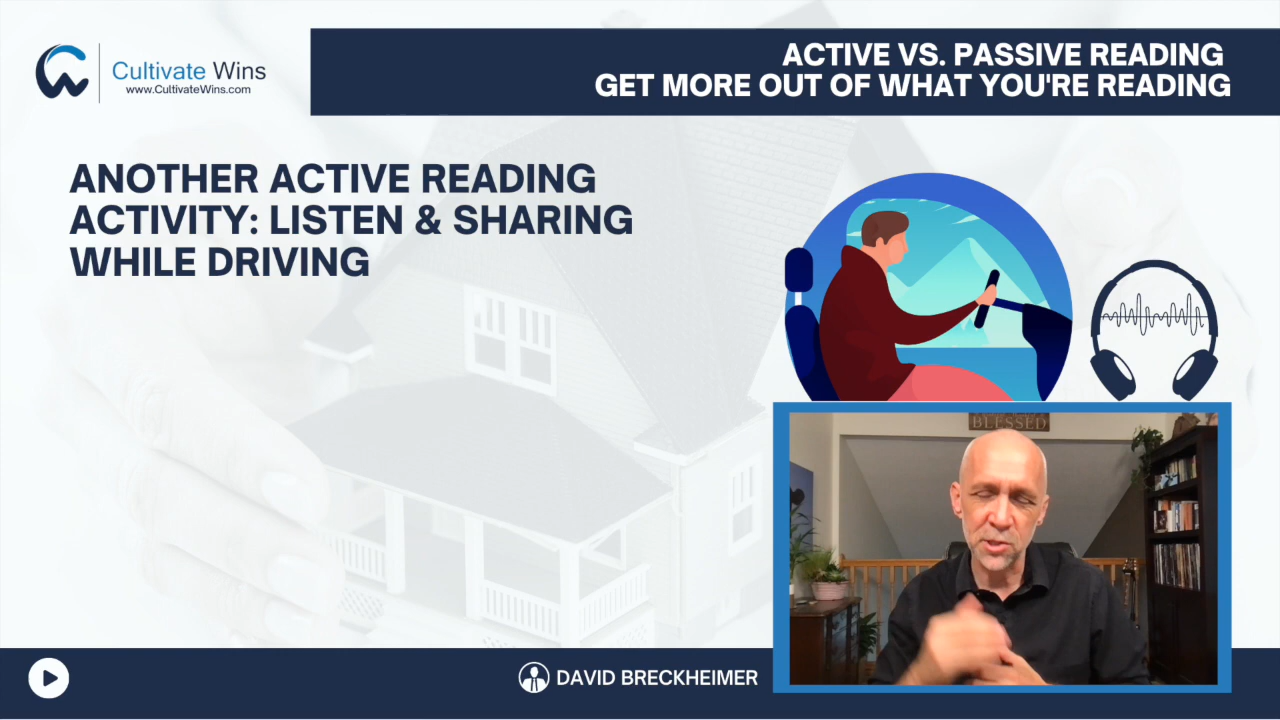 Cultivate Wins
www.CultivateWins.com
ACTIVE VS. PASSIVE READING
GET MORE OUT OF WHAT YOU'RE READING
ANOTHER ACTIVE READING
ACTIVITY: LISTEN & SHARING
WHILE DRIVING
BLESSED
DAVID BRECKHEIMER